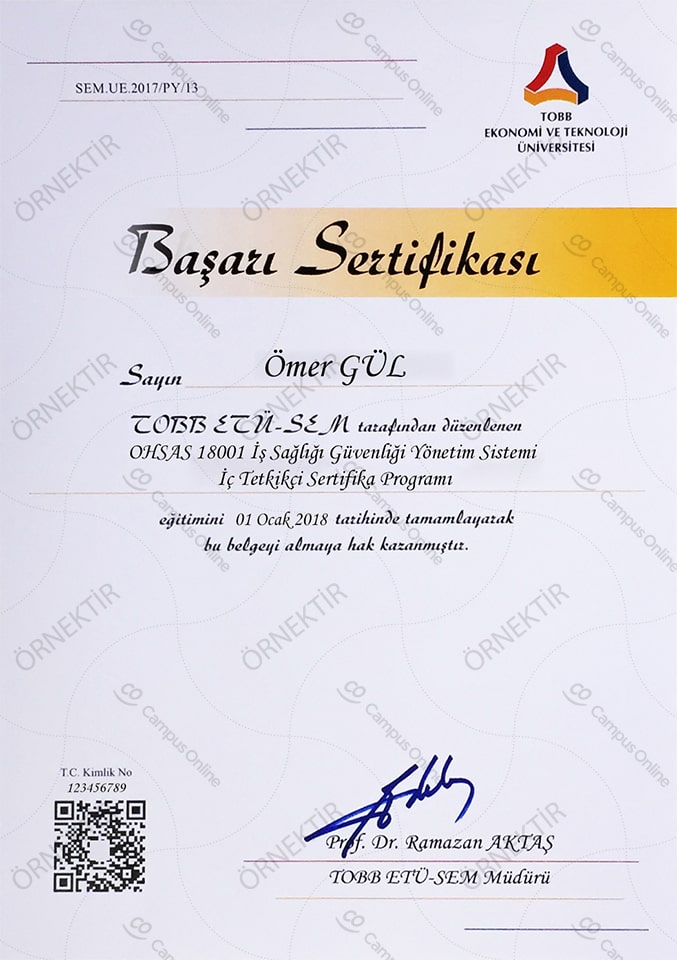 SEM.UE.2017/PY/13
TOBB
EKONOMİ VE TEKNOLOJİ
ÜNİVERSİTESİ
Başarı Sertifikası
Sayın Ömer GÜL
TOBB ETÜ-SEM tarafından düzenlenen
OHSAS 18001 İş Sağlığı Güvenliği Yönetim Sistemi
İç Tetkikçi Sertifika Programı
eğitimini 01 Ocak 2018 tarihinde tamamlayarak
bu belgeyi almaya hak kazanmıştır.
T.C. Kimlik No
123456789
Prof. Dr. Ramazan AKTAŞ
TOBB ETÜ-SEM Müdürü
ÖRNEKTİR
CO Campus Online